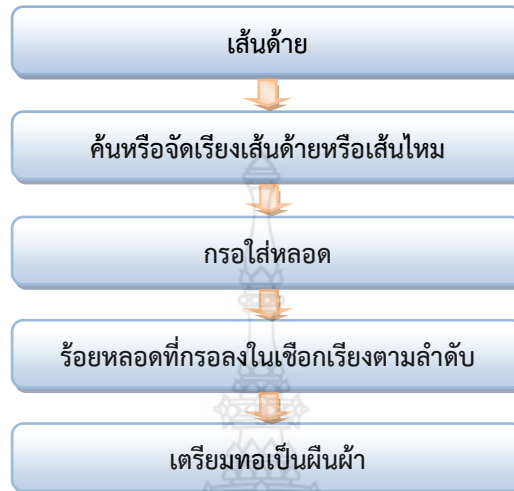 เส้นด้าย
ค้นหรือจัดเรียงเส้นด้ายหรือเส้นไหม
กรอใส่หลอด
ร้อยหลอดที่กรอลงในเชือกเรียงตามลำดับ
เตรียมทอเป็นผืนผ้า